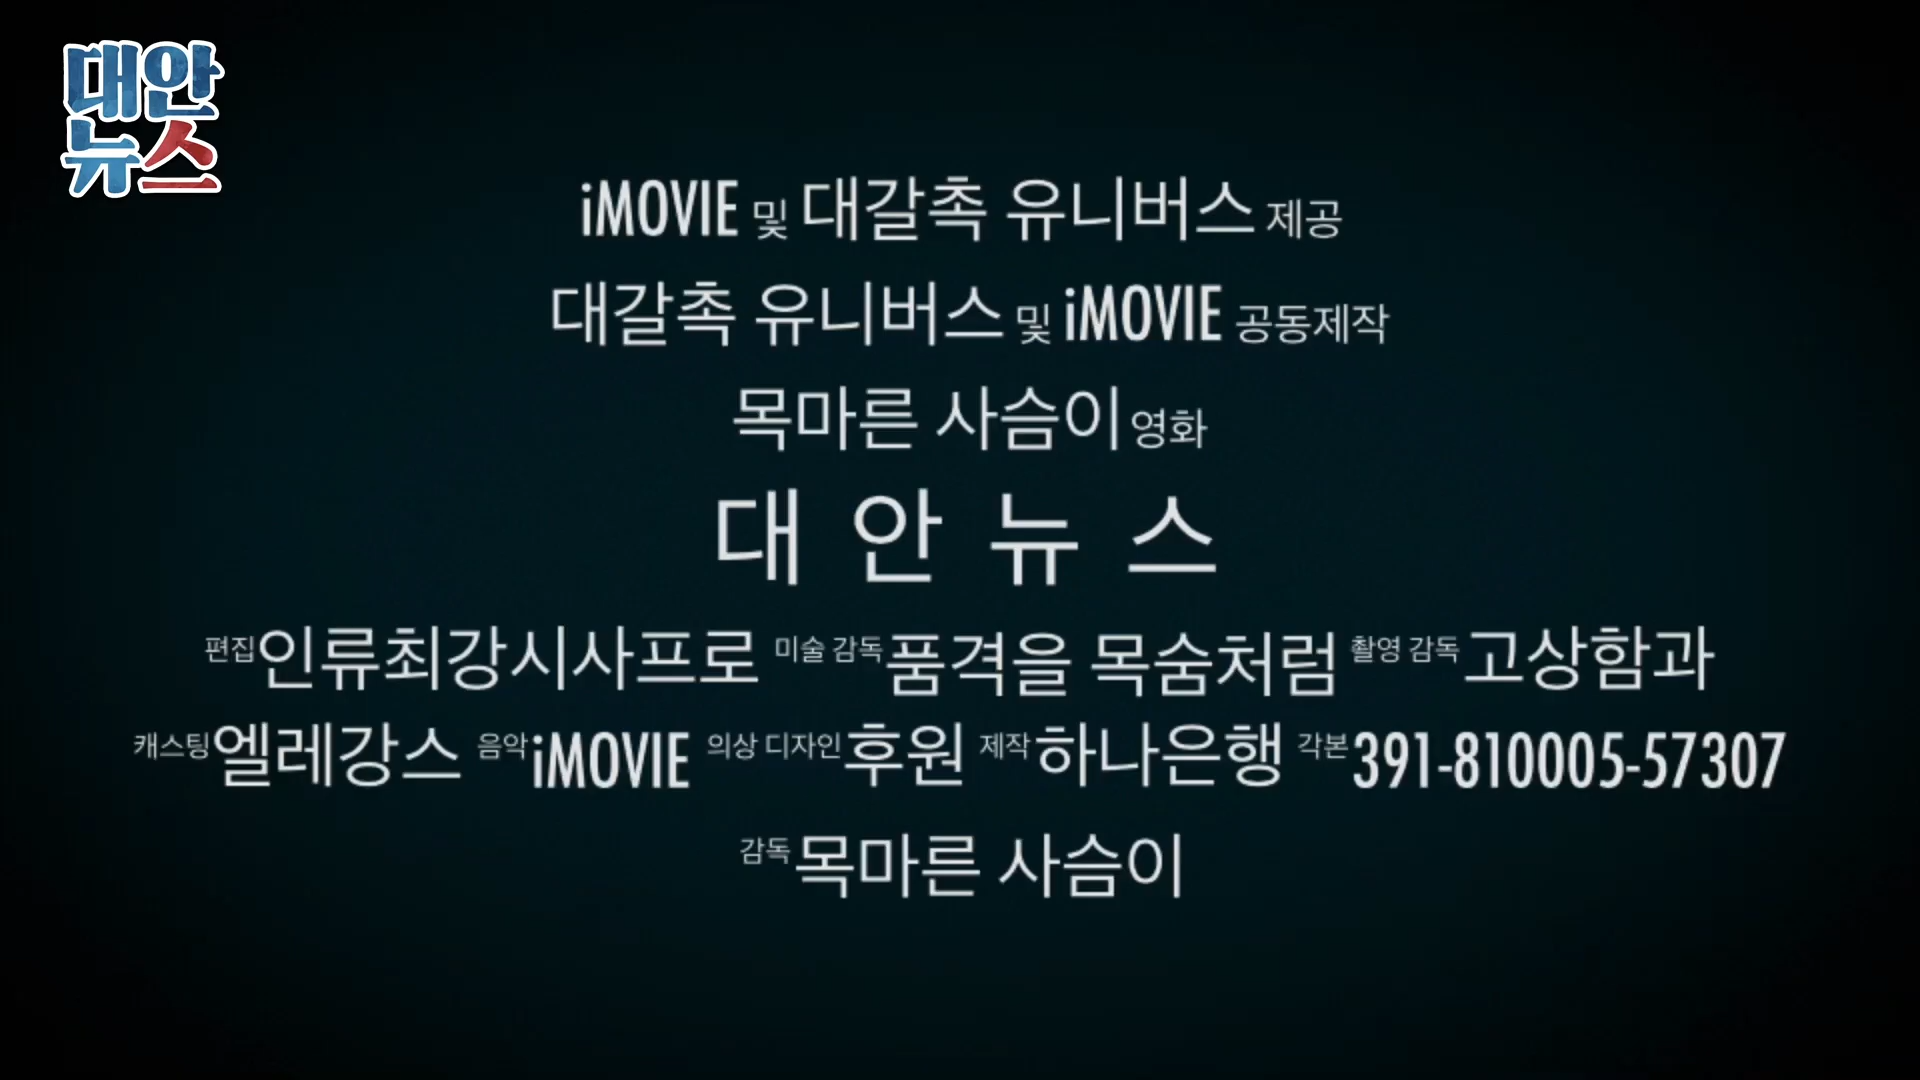 대안
뉴스
iMOVIE 및 대갈촉 유니버스 제공
대갈촉 유니버스 및 iMOVIE 공동제작
목마른 사슴이 영화
대 안 뉴 스
편집 인류최강시사프로 미술 감독 품격을 목숨처럼 촬영 감독 고상함과
캐스팅 엘레강스 음악 iMOVIE 의상 디자인 후원 제작 하나은행 각본 391-810005-57307
감독 목마른 사슴이